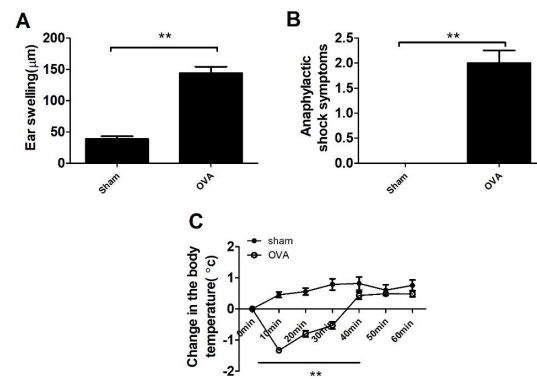 A
Ear swelling(μm)
200
150
100
50
0
**
Sham
OVA
B
Anaphylactic
shock symptoms
2.5
2.0
1.5
1.0
0.5
0.0
**
Sham
OVA
C
sham
OVA
Change in the body
temperature( °c)
2
1
0
-1
-2
0min
10min
20min
30min
40min
50min
60min
**